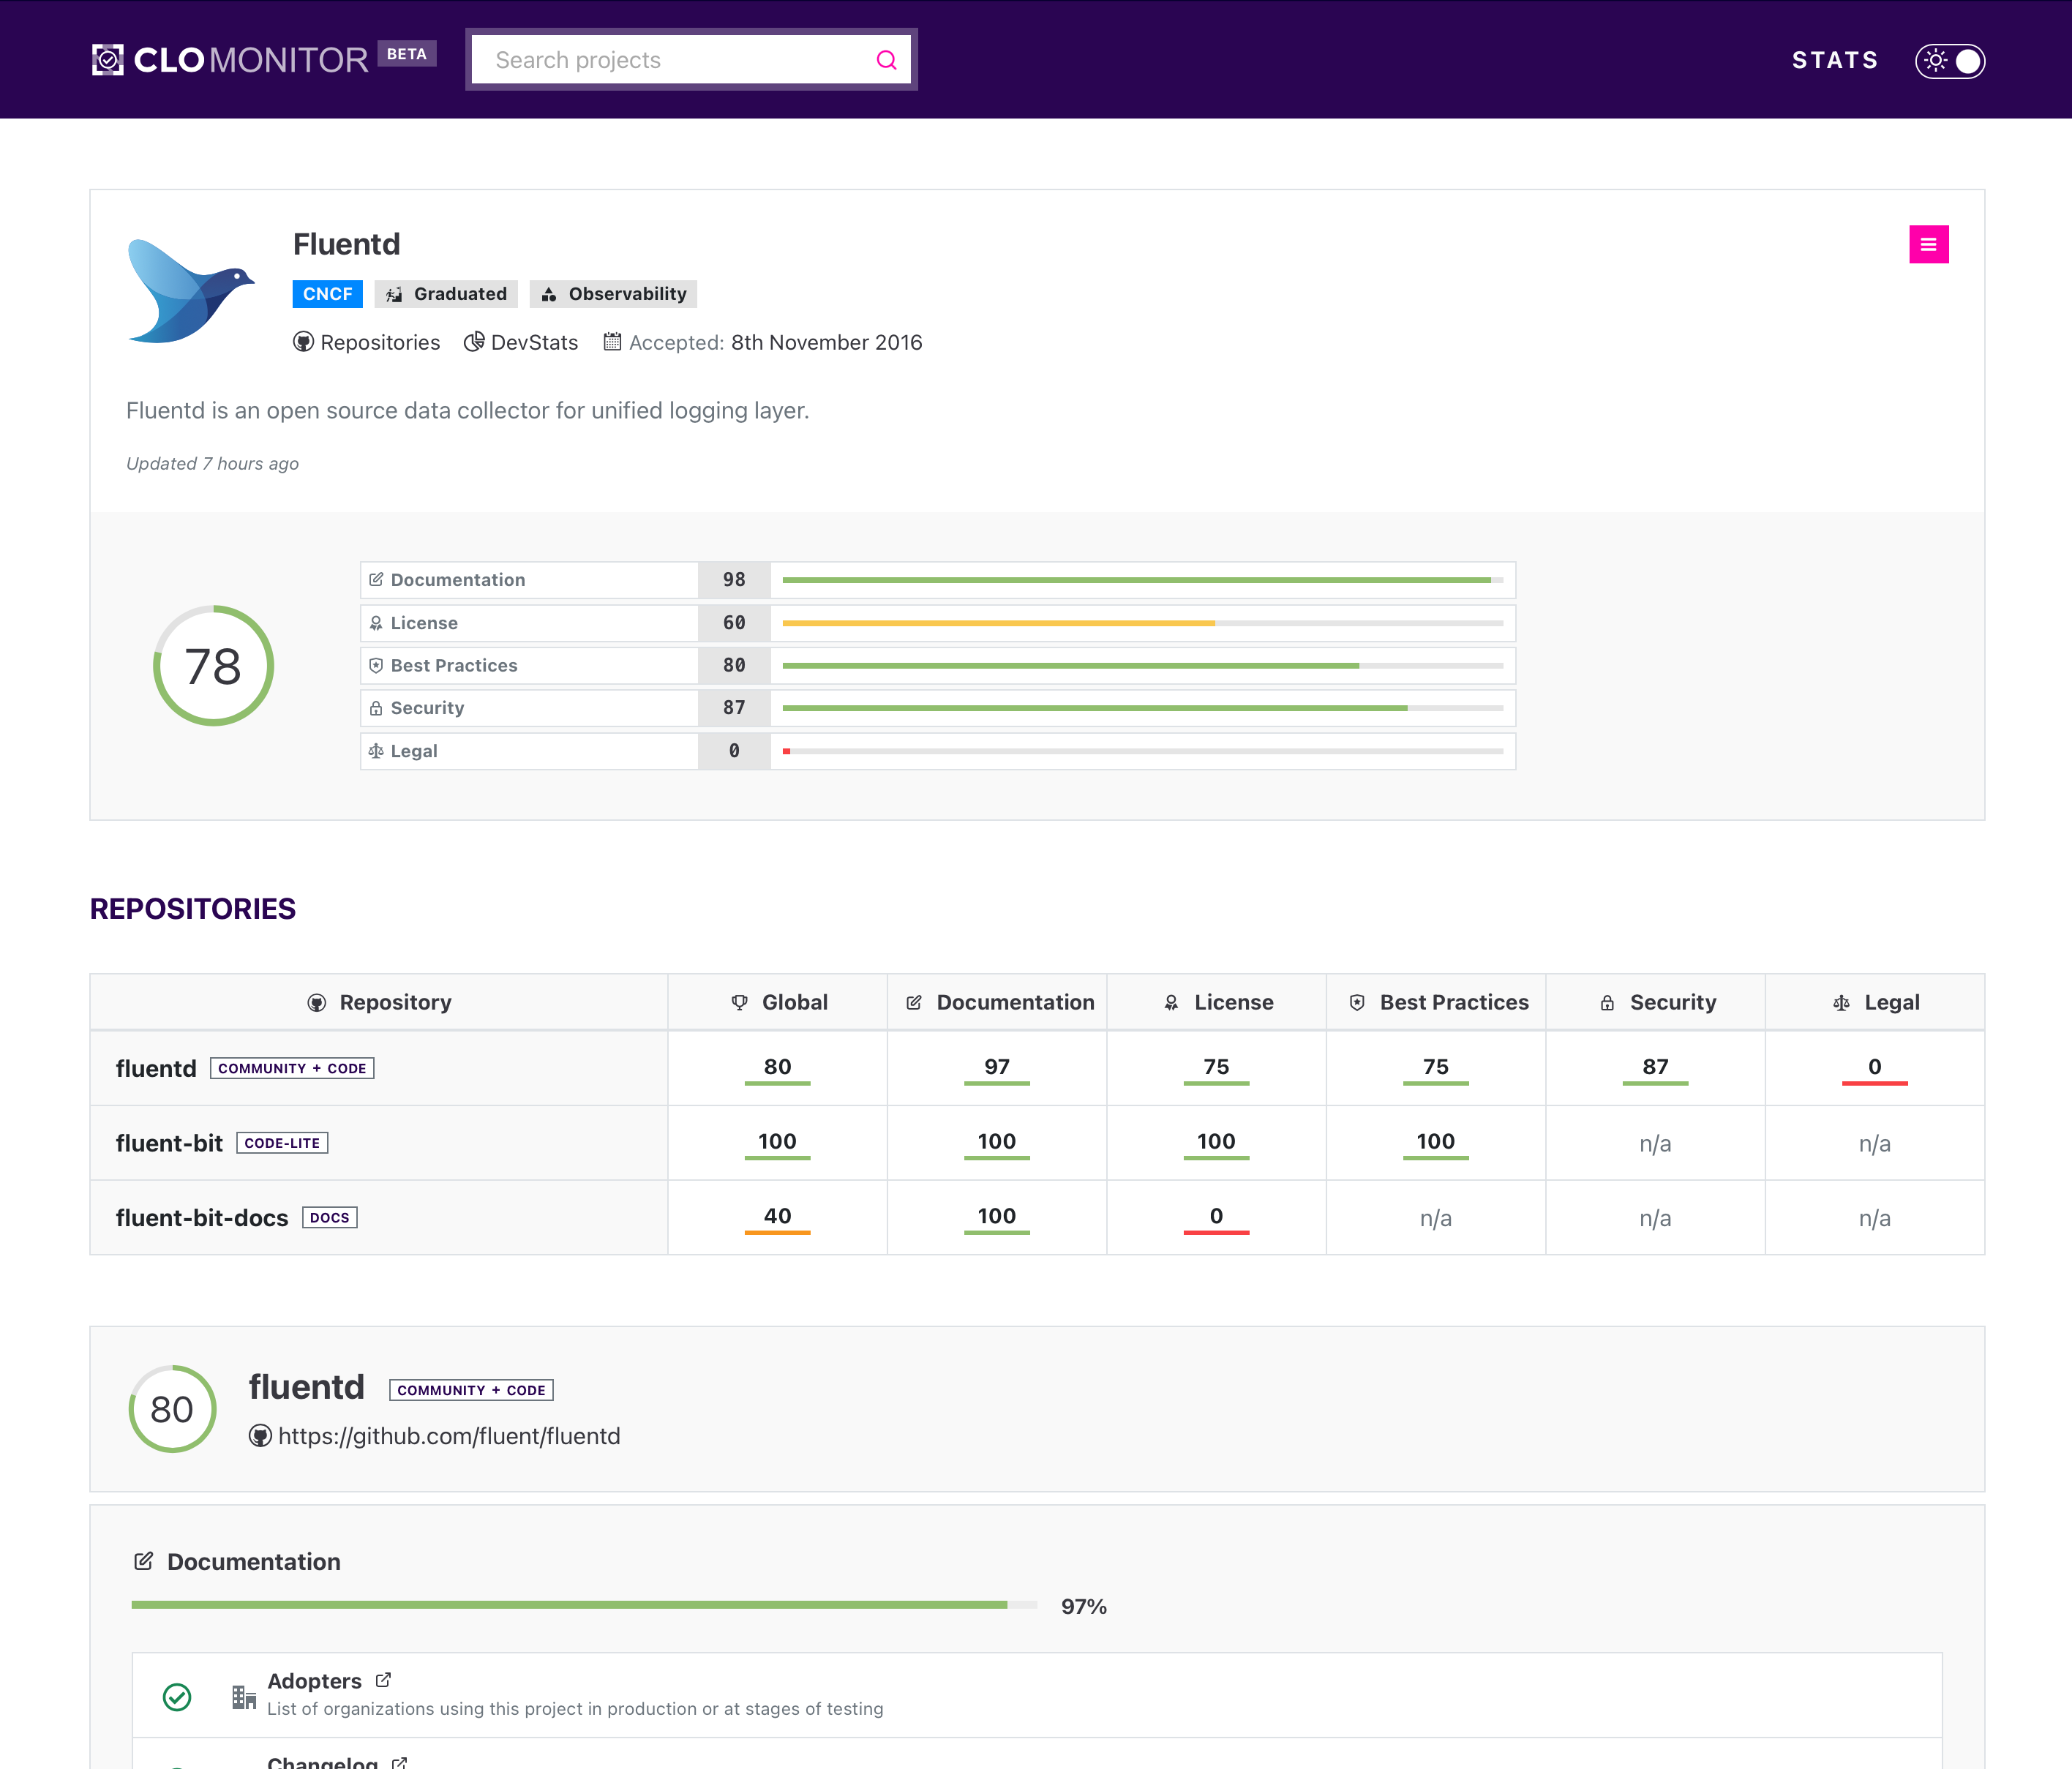 CLOMONITOR BETA Search projects STATS
Fluentd
CNCF Graduated Observability
Repositories DevStats Accepted: 8th November 2016
Fluentd is an open source data collector for unified logging layer.
Updated 7 hours ago
78
Documentation 98
License 60
Best Practices 80
Security 87
Legal 0
REPOSITORIES
Repository Global Documentation License Best Practices Security Legal
fluentd COMMUNITY + CODE 80 97 75 75 87 0
fluent-bit CODE-LITE 100 100 100 100 n/a n/a
fluent-bit-docs DOCS 40 100 0 n/a n/a n/a
80
fluentd COMMUNITY + CODE
https://github.com/fluent/fluentd
Documentation
97%
Adopters
List of organizations using this project in production or at stages of testing
Changelog